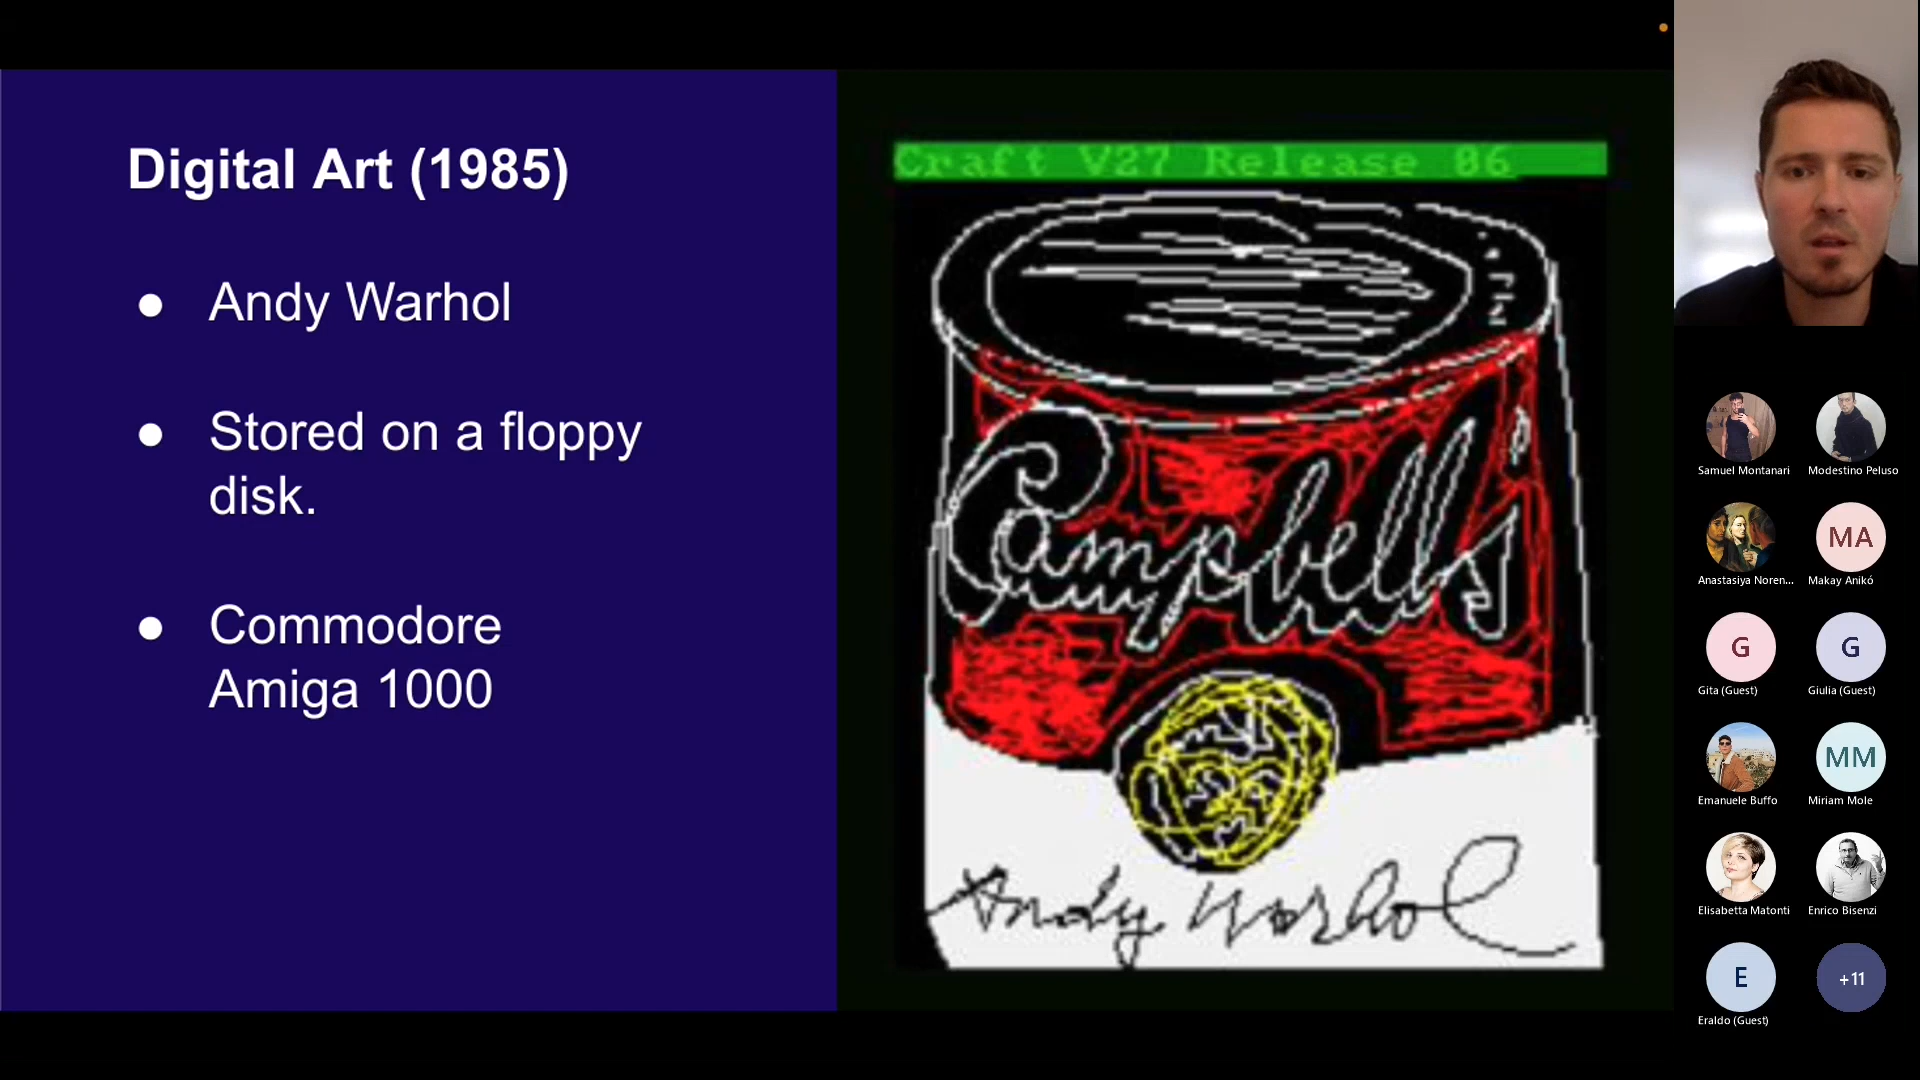 Digital Art (1985)
● Andy Warhol
● Stored on a floppy
disk.
● Commodore
Amiga 1000
Craft V27 Release 06
Campbell's
Andy Warhol
Samuel Montanari
Modestino Peluso
Anastasiya Noren...
MA
Makay Anikó
G
Gita (Guest)
G
Giulia (Guest)
Emanuele Buffo
MM
Miriam Mole
Elisabetta Matonti
Enrico Bisenzi
E
Eraldo (Guest)
+11